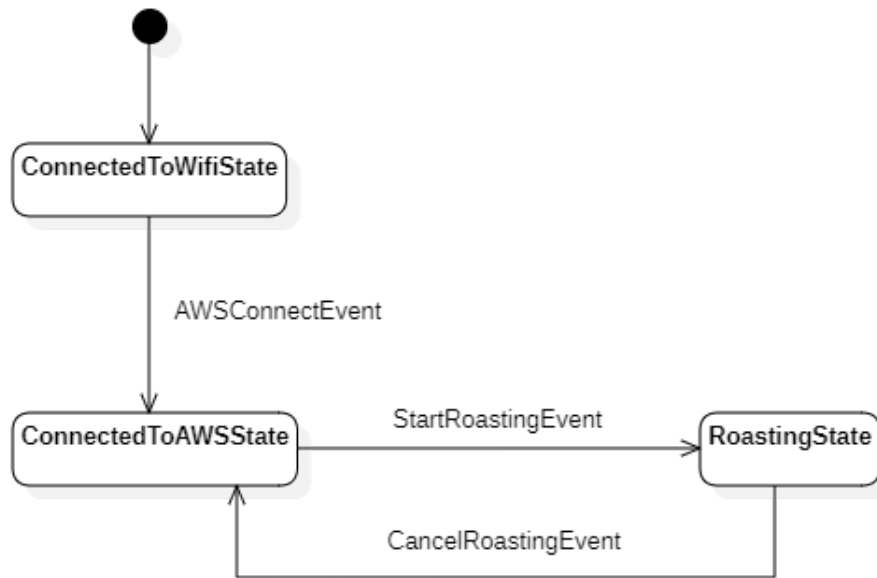 ConnectedToWifiState
AWSConnectEvent
ConnectedToAWSState
StartRoastingEvent
RoastingState
CancelRoastingEvent